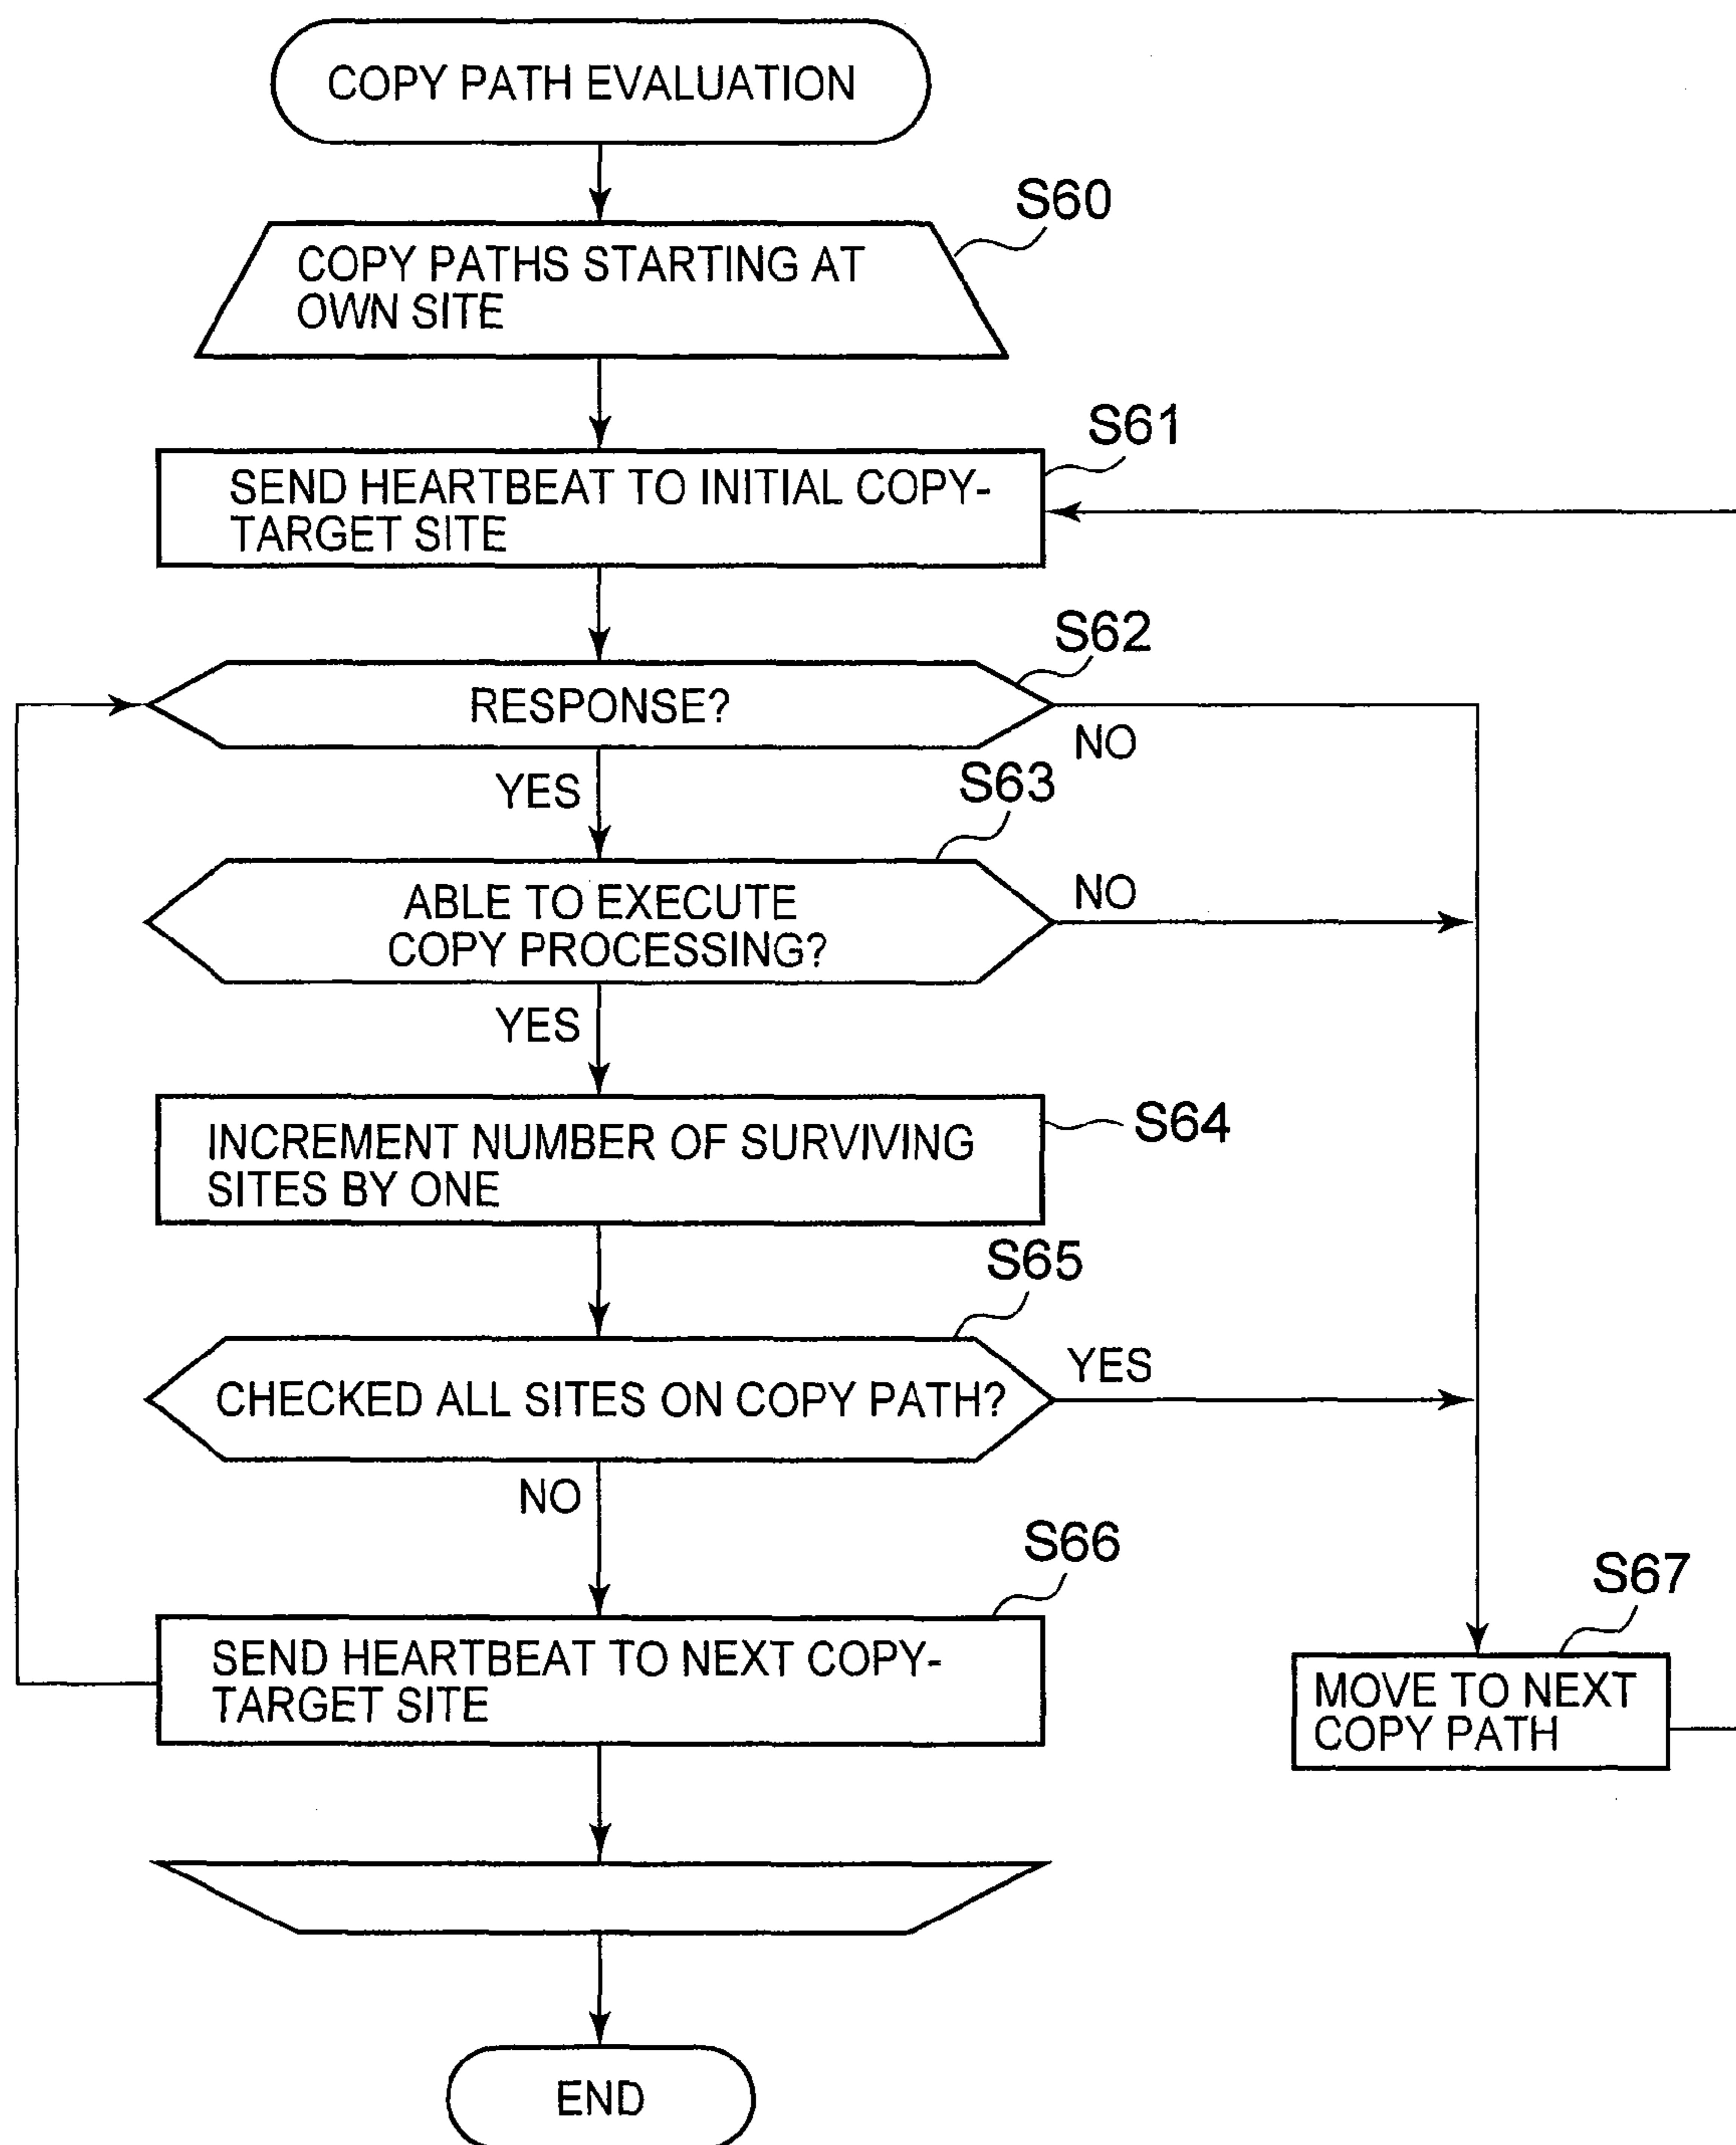 COPY PATH EVALUATION
S60
COPY PATHS STARTING AT
OWN SITE
S61
SEND HEARTBEAT TO INITIAL COPY-
TARGET SITE
S62
RESPONSE?
NO
YES
S63
ABLE TO EXECUTE
COPY PROCESSING?
NO
YES
S64
INCREMENT NUMBER OF SURVIVING
SITES BY ONE
S65
CHECKED ALL SITES ON COPY PATH?
YES
NO
S66
SEND HEARTBEAT TO NEXT COPY-
TARGET SITE
S67
MOVE TO NEXT
COPY PATH
END